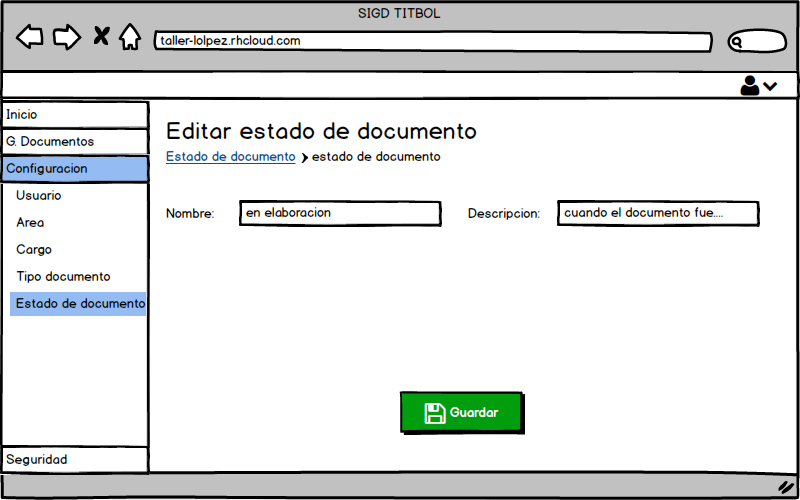 SIGD TITBOL
taller-lolpez.rhcloud.com
Inicio
G. Documentos
Configuracion
Usuario
Area
Cargo
Tipo documento
Estado de documento
Seguridad
Editar estado de documento
Estado de documento ❯ estado de documento
Nombre: en elaboracion Descripcion: cuando el documento fue....
Guardar